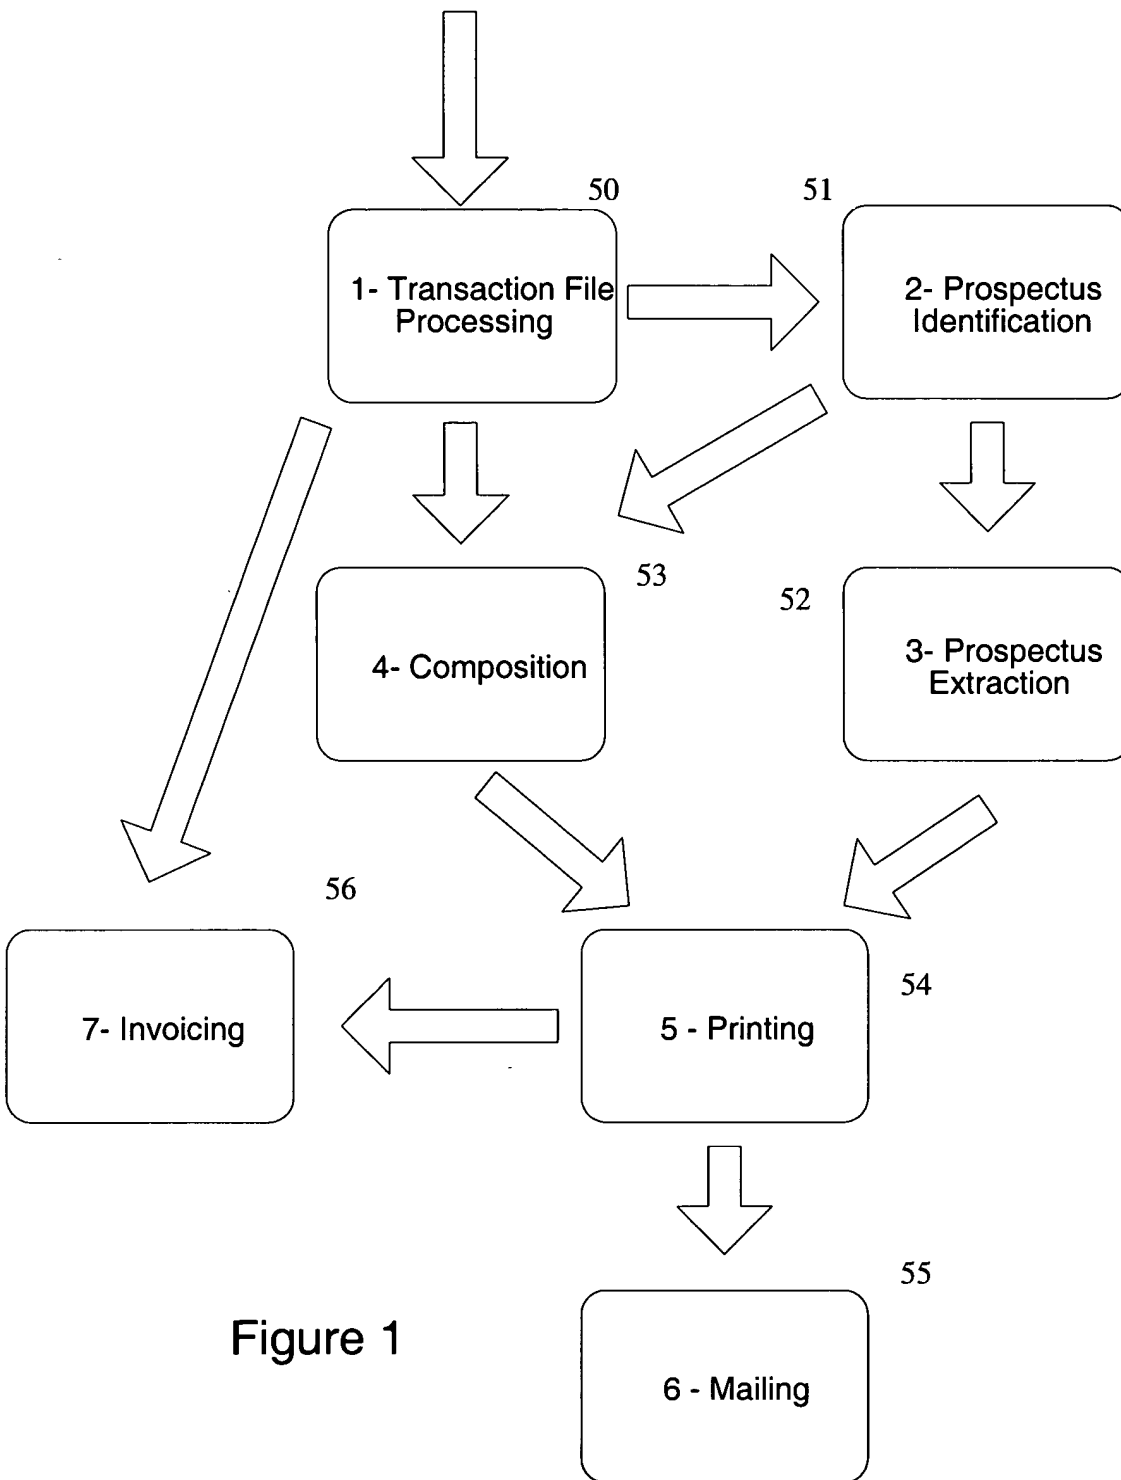 50
51
1- Transaction File
Processing
2- Prospectus
Identification
53
52
4- Composition
3- Prospectus
Extraction
56
54
7- Invoicing
5 - Printing
55
Figure 1
6 - Mailing